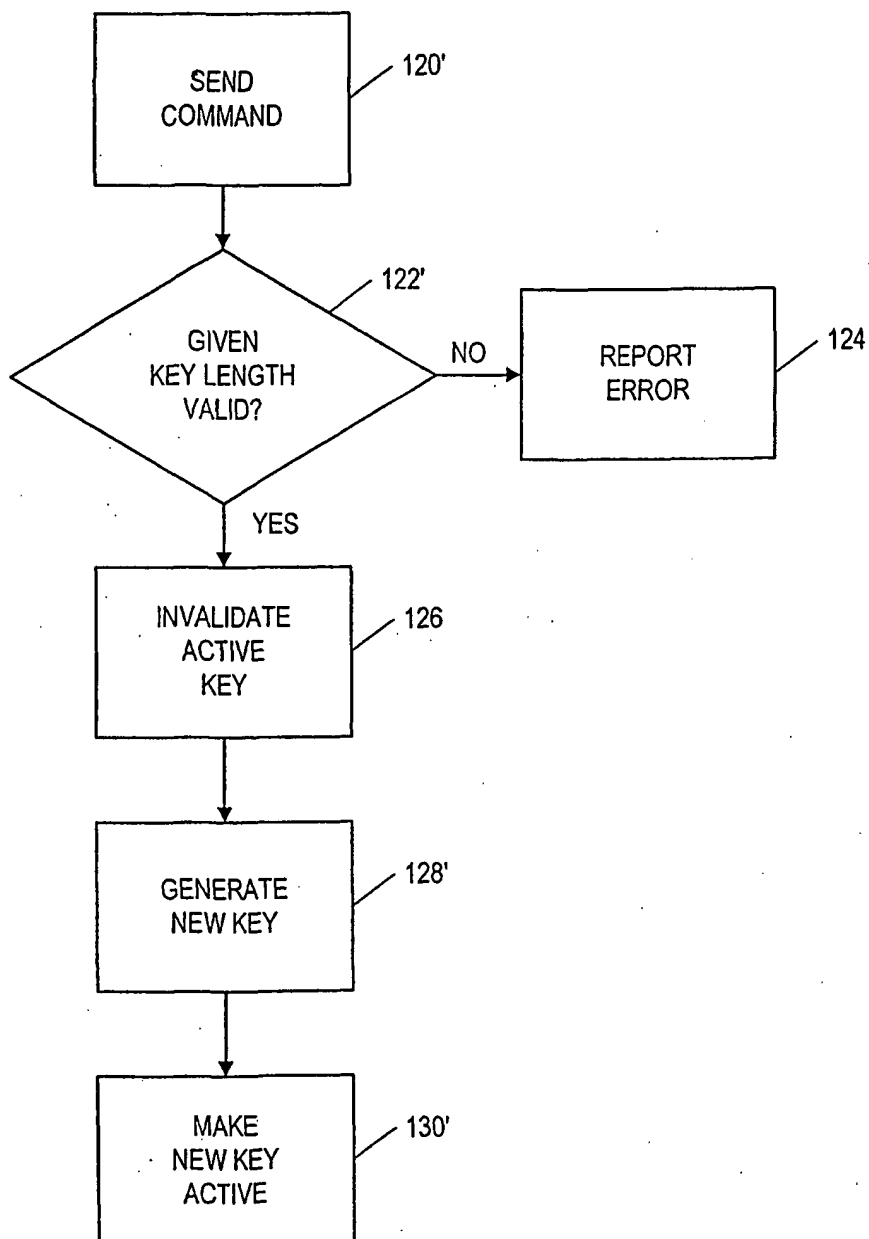 SEND
COMMAND
120'
GIVEN
KEY LENGTH
VALID?
122'
NO
REPORT
ERROR
124
YES
INVALIDATE
ACTIVE
KEY
126
GENERATE
NEW KEY
128'
MAKE
NEW KEY
ACTIVE
130'